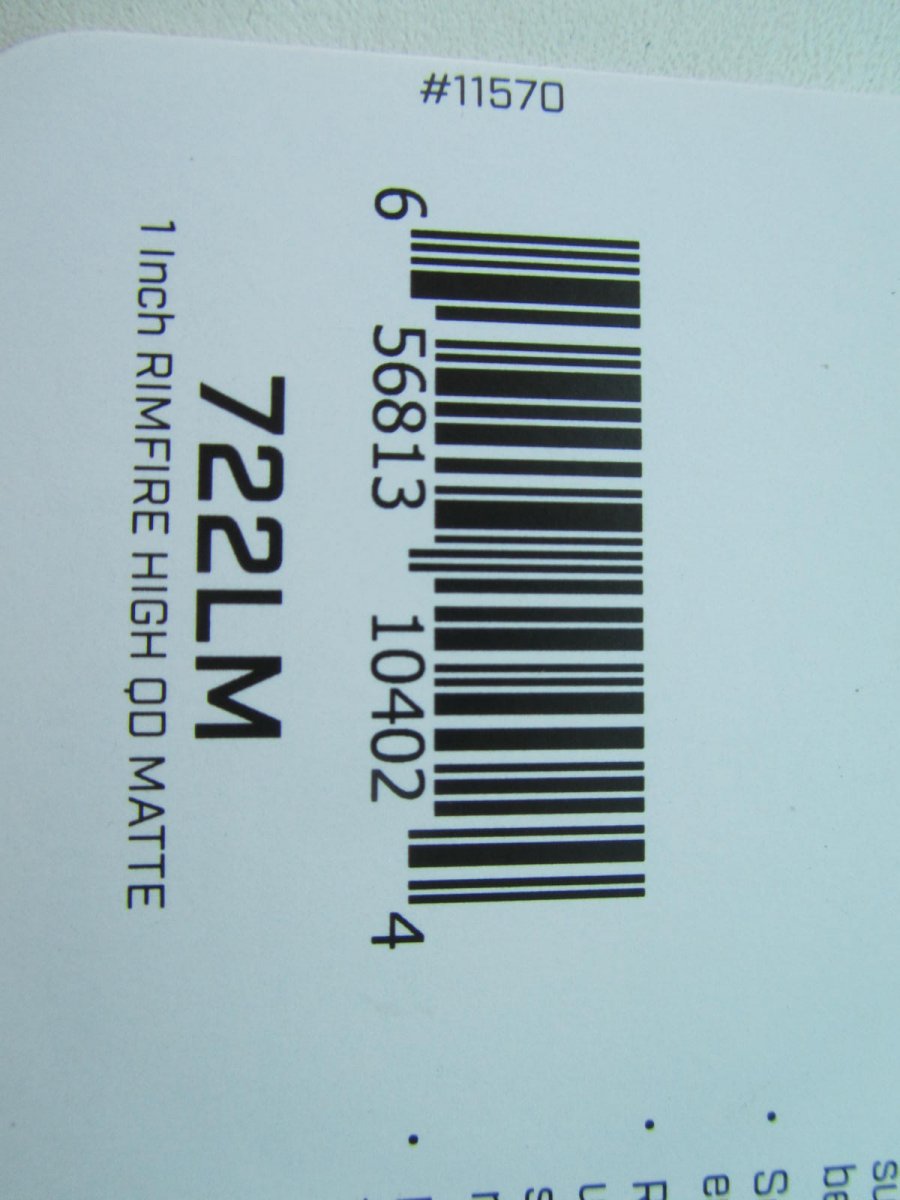 #11570
6 56813 10402 4
722LM
1 Inch RIMFIRE HIGH QD MATTE